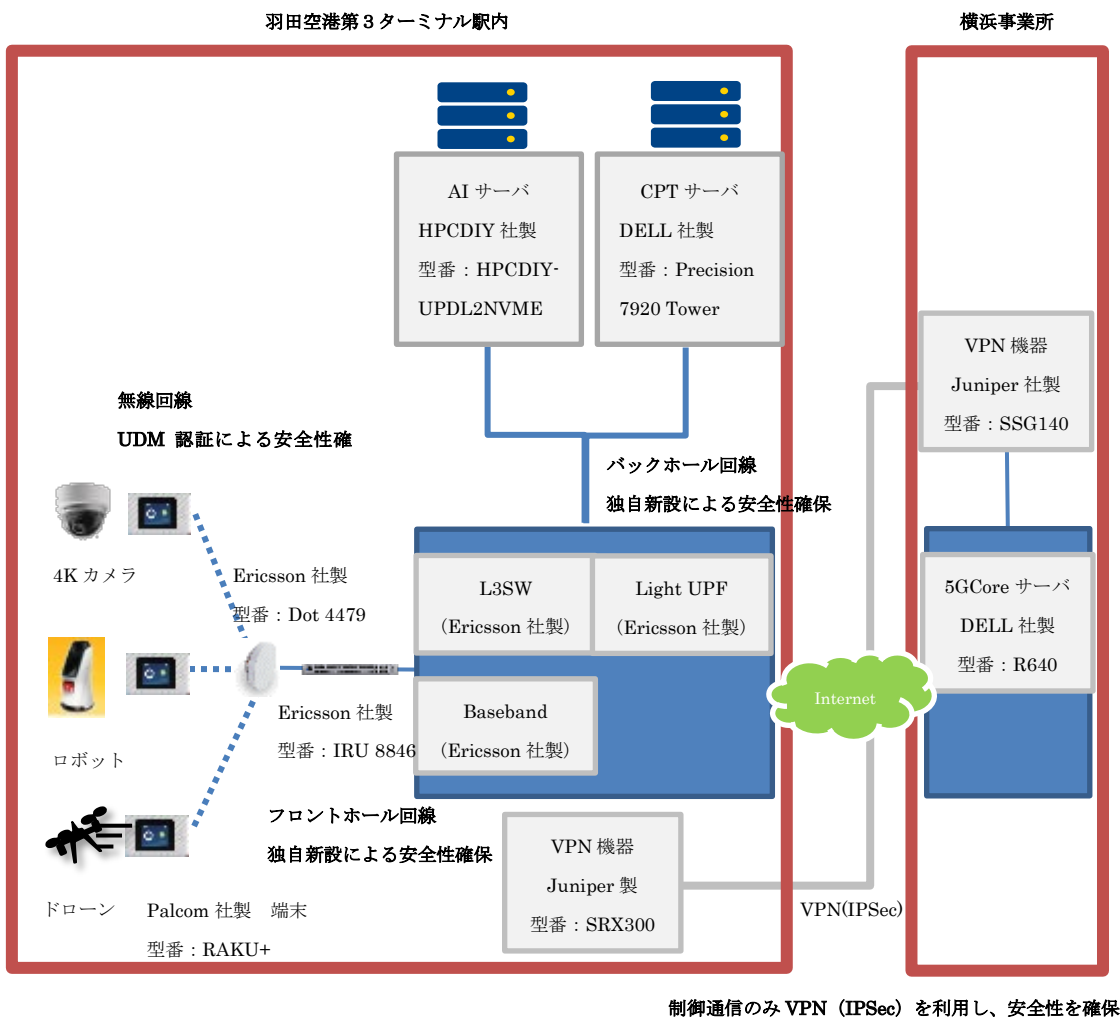 羽田空港第3ターミナル駅内
横浜事業所
AI サーバ
HPCDIY 社製
型番：HPCDIY-
UPDL2NVME
CPT サーバ
DELL 社製
型番：Precision
7920 Tower
VPN 機器
Juniper 社製
型番：SSG140
無線回線
UDM 認証による安全性確
バックホール回線
独自新設による安全性確保
4K カメラ
Ericsson 社製
型番：Dot 4479
L3SW
（Ericsson 社製）
Light UPF
（Ericsson 社製）
5GCore サーバ
DELL 社製
型番：R640
Internet
ロボット
Ericsson 社製
型番：IRU 8846
Baseband
（Ericsson 社製）
フロントホール回線
独自新設による安全性確保
VPN 機器
Juniper 製
型番：SRX300
VPN(IPSec)
ドローン
Palcom 社製　端末
型番：RAKU+
制御通信のみ VPN（IPSec）を利用し、安全性を確保